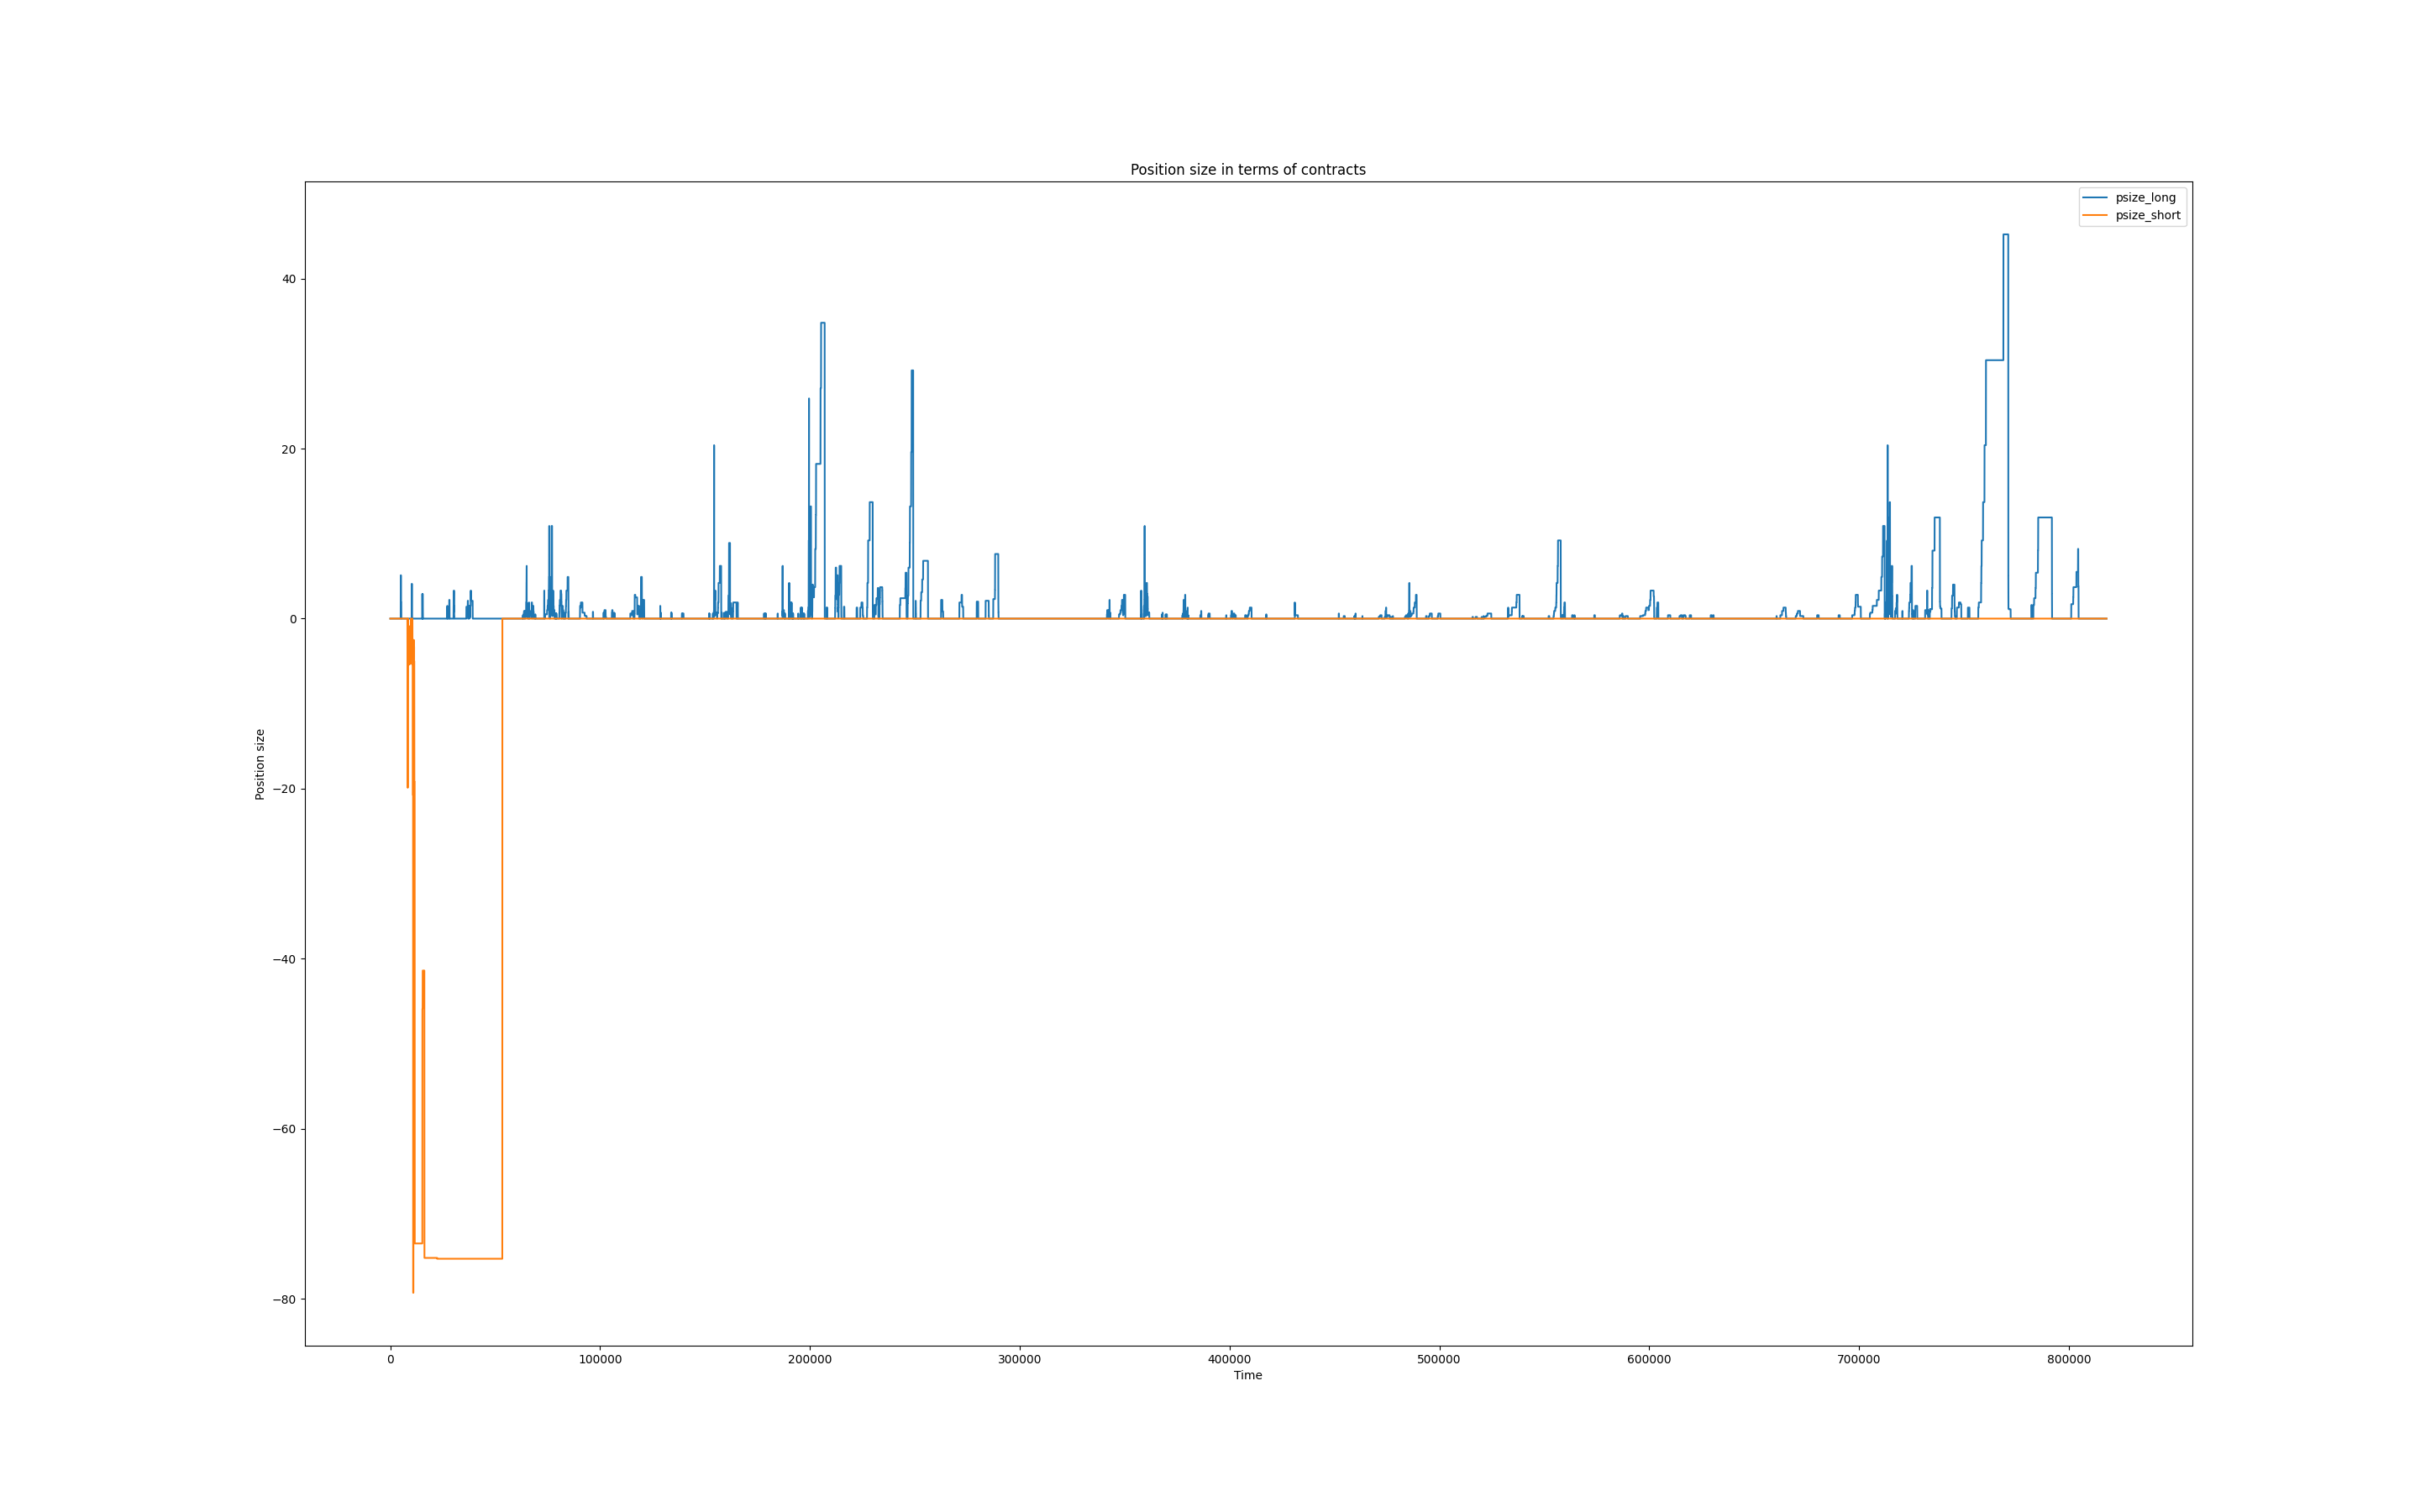 Position size in terms of contracts
psize_long
psize_short
40
20
0
−20
−40
−60
−80
Position size
0 100000 200000 300000 400000 500000 600000 700000 800000
Time